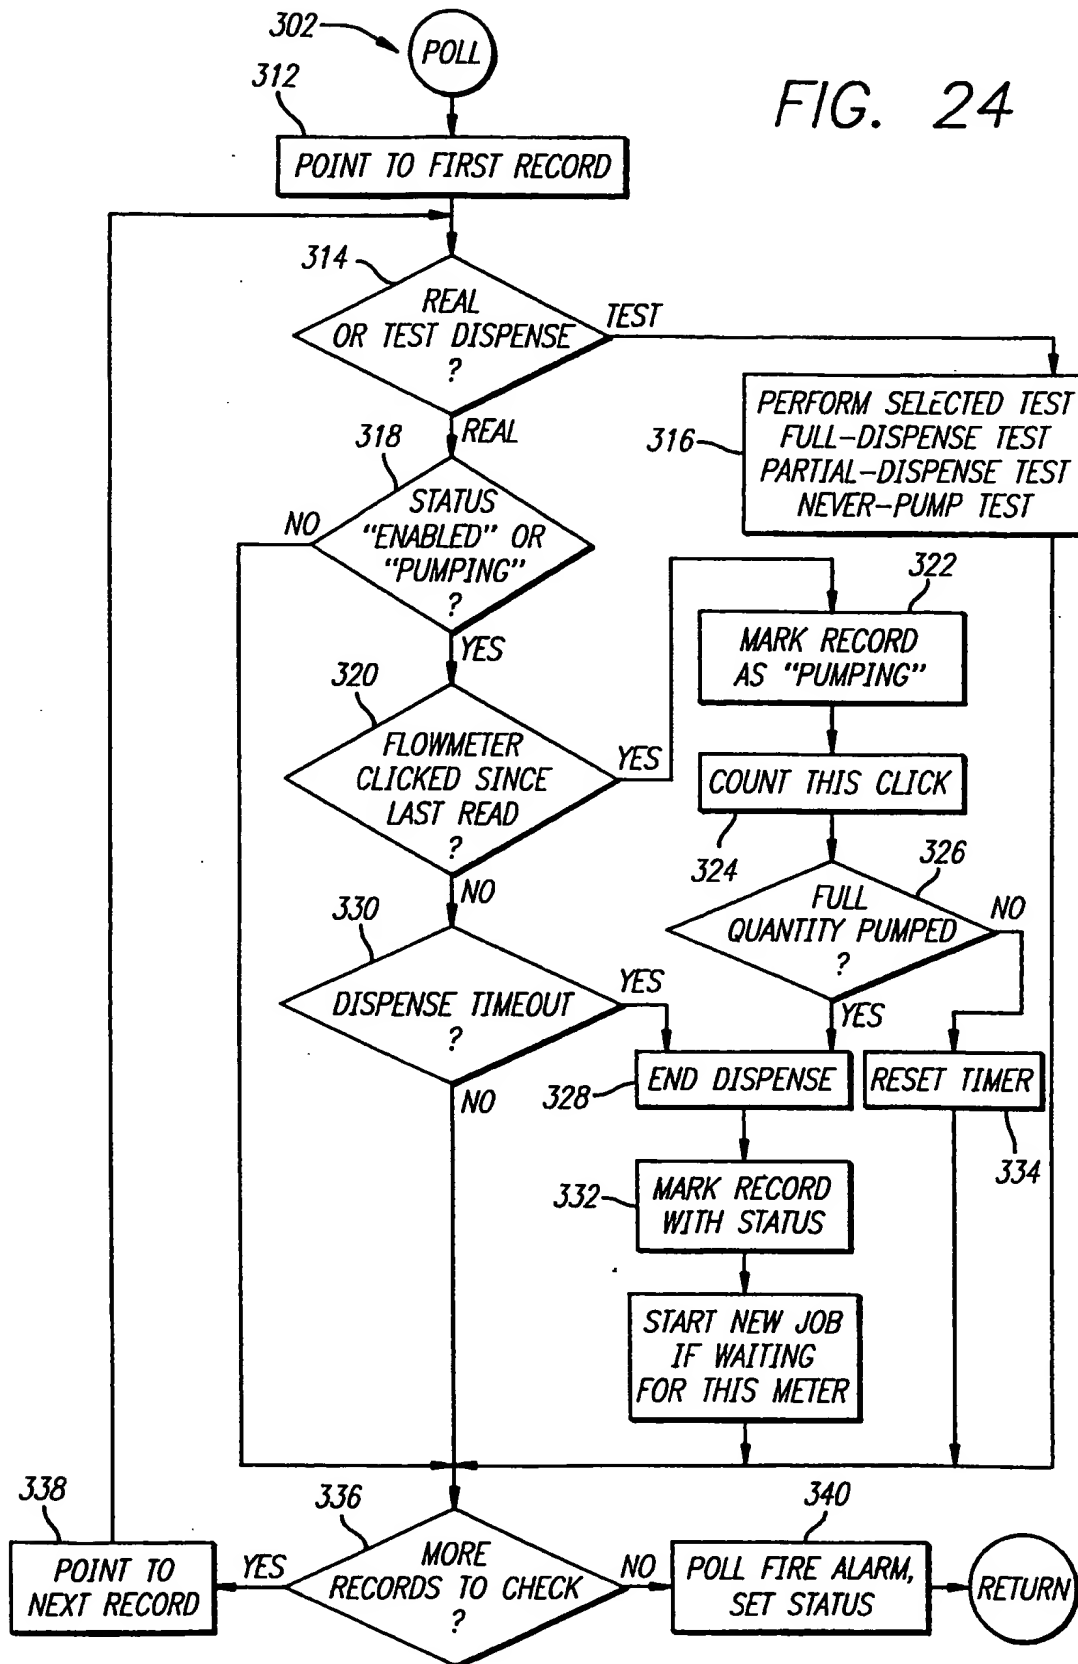 302
POLL
FIG. 24
312
POINT TO FIRST RECORD
314
REAL
OR TEST DISPENSE
?
TEST
REAL
316
PERFORM SELECTED TEST
FULL-DISPENSE TEST
PARTIAL-DISPENSE TEST
NEVER-PUMP TEST
318
STATUS
"ENABLED" OR
"PUMPING"
?
NO
YES
320
FLOWMETER
CLICKED SINCE
LAST READ
?
YES
NO
322
MARK RECORD
AS "PUMPING"
COUNT THIS CLICK
324
326
FULL
QUANTITY PUMPED
?
NO
YES
330
DISPENSE TIMEOUT
?
YES
NO
END DISPENSE
328
RESET TIMER
334
332
MARK RECORD
WITH STATUS
START NEW JOB
IF WAITING
FOR THIS METER
336
MORE
RECORDS TO CHECK
?
YES
NO
338
POINT TO
NEXT RECORD
340
POLL FIRE ALARM,
SET STATUS
RETURN